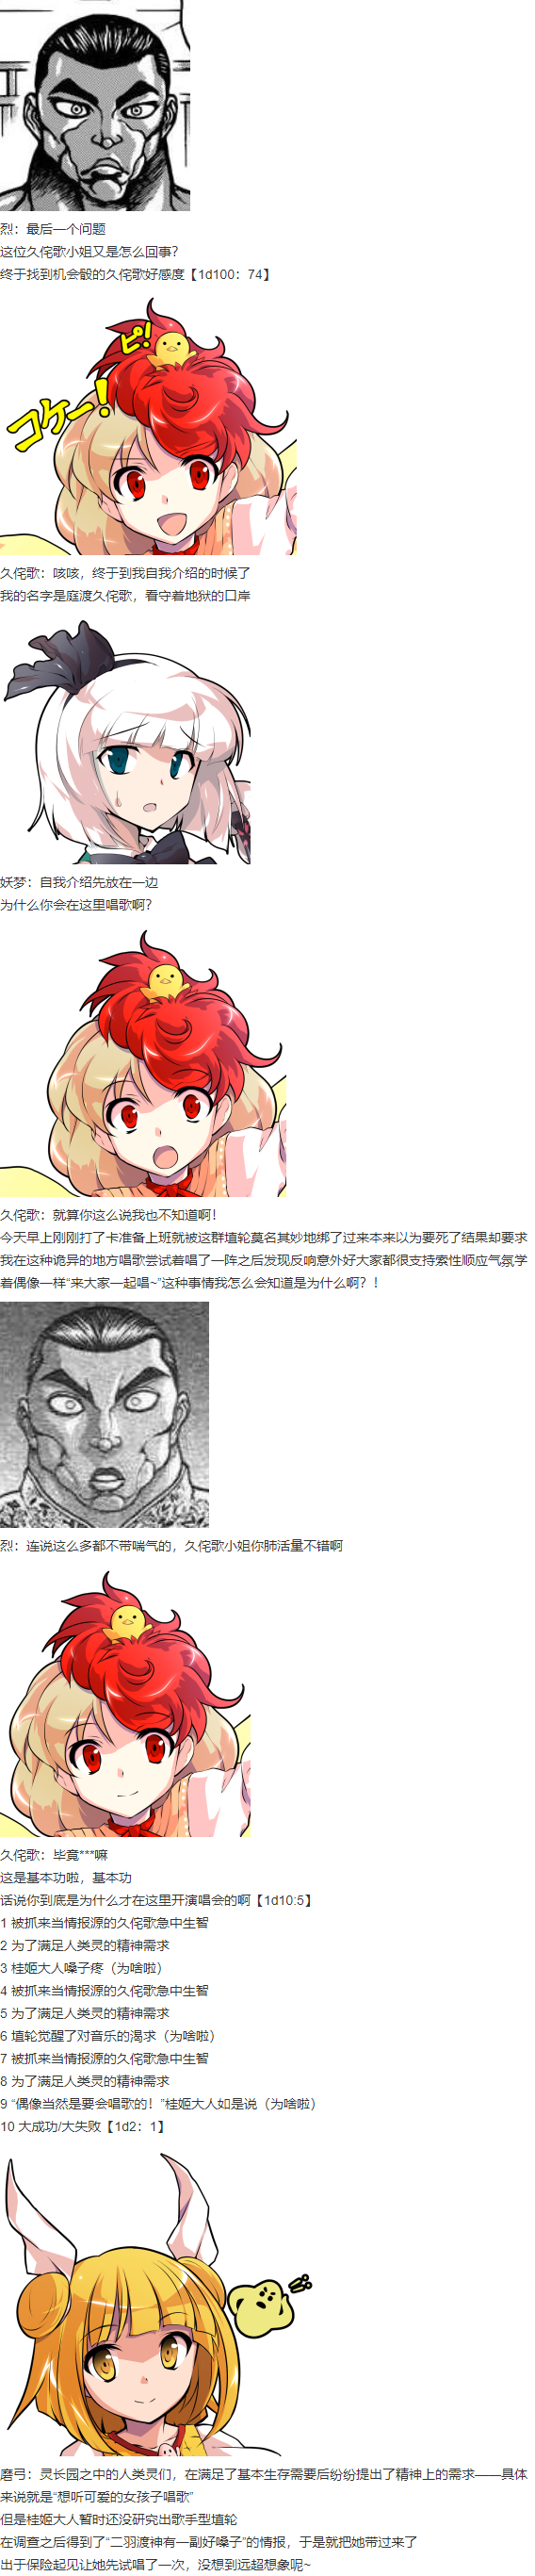 烈：最后一个问题
这位久侘歌小姐又是怎么回事？
终于找到机会骰的久侘歌好感度【1d100：74】
ピ！
コケー！
久侘歌：咳咳，终于到我自我介绍的时候了
我的名字是庭渡久侘歌，看守着地狱的口岸
妖梦：自我介绍先放在一边
为什么你会在这里唱歌啊？
久侘歌：就算你这么说我也不知道啊！
今天早上刚刚打了卡准备上班就被这群埴轮莫名其妙地绑了过来本来以为要死了结果却要求
我在这种诡异的地方唱歌尝试着唱了一阵之后发现反响意外好大家都很支持索性顺应气氛学
着偶像一样“来大家一起唱~”这种事情我怎么会知道是为什么啊？！
烈：连说这么多都不带喘气的，久侘歌小姐你肺活量不错啊
久侘歌：毕竟***嘛
这是基本功啦，基本功
话说你到底是为什么才在这里开演唱会的啊【1d10:5】
1 被抓来当情报源的久侘歌急中生智
2 为了满足人类灵的精神需求
3 桂姬大人嗓子疼（为啥啦）
4 被抓来当情报源的久侘歌急中生智
5 为了满足人类灵的精神需求
6 埴轮觉醒了对音乐的渴求（为啥啦）
7 被抓来当情报源的久侘歌急中生智
8 为了满足人类灵的精神需求
9 “偶像当然是要会唱歌的！”桂姬大人如是说（为啥啦）
10 大成功/大失败【1d2：1】
磨弓：灵长园之中的人类灵们，在满足了基本生存需要后纷纷提出了精神上的需求——具体
来说就是“想听可爱的女孩子唱歌”
但是桂姬大人暂时还没研究出歌手型埴轮
在调查之后得到了“二羽渡神有一副好嗓子”的情报，于是就把她带过来了
出于保险起见让她先试唱了一次，没想到远超想象呢~